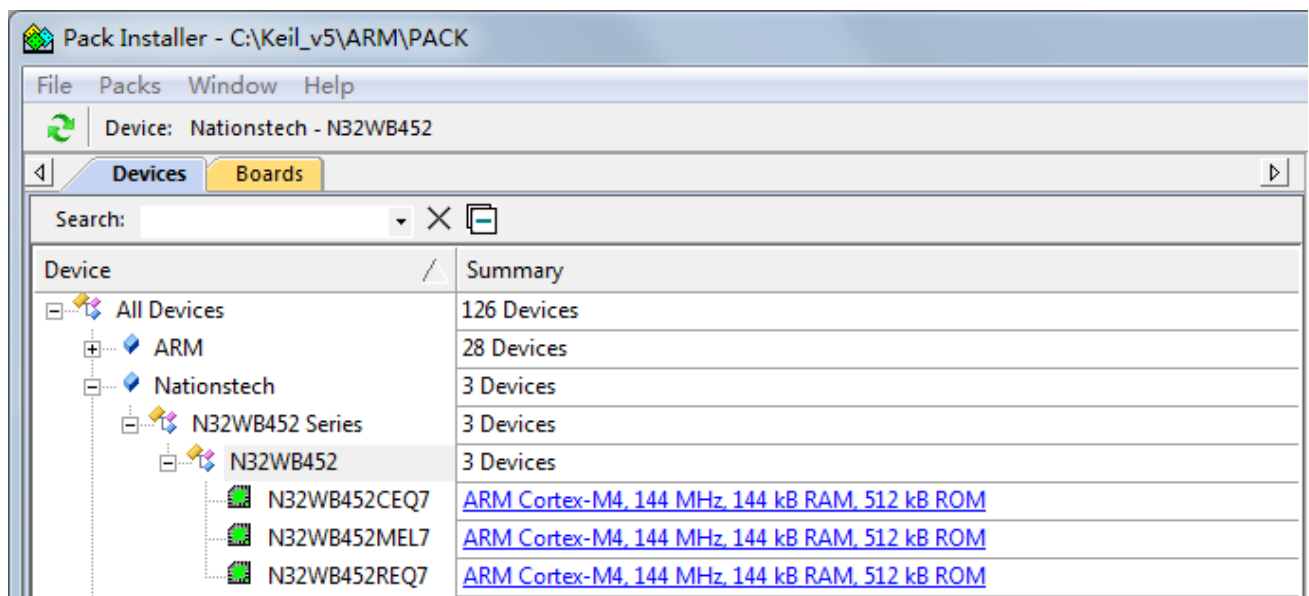 Pack Installer - C:\Keil_v5\ARM\PACK
File Packs Window Help
Device: Nationstech - N32WB452
Devices Boards
Search:
Device Summary
All Devices 126 Devices
ARM 28 Devices
Nationstech 3 Devices
N32WB452 Series 3 Devices
N32WB452 3 Devices
N32WB452CEQ7 ARM Cortex-M4, 144 MHz, 144 kB RAM, 512 kB ROM
N32WB452MEL7 ARM Cortex-M4, 144 MHz, 144 kB RAM, 512 kB ROM
N32WB452REQ7 ARM Cortex-M4, 144 MHz, 144 kB RAM, 512 kB ROM